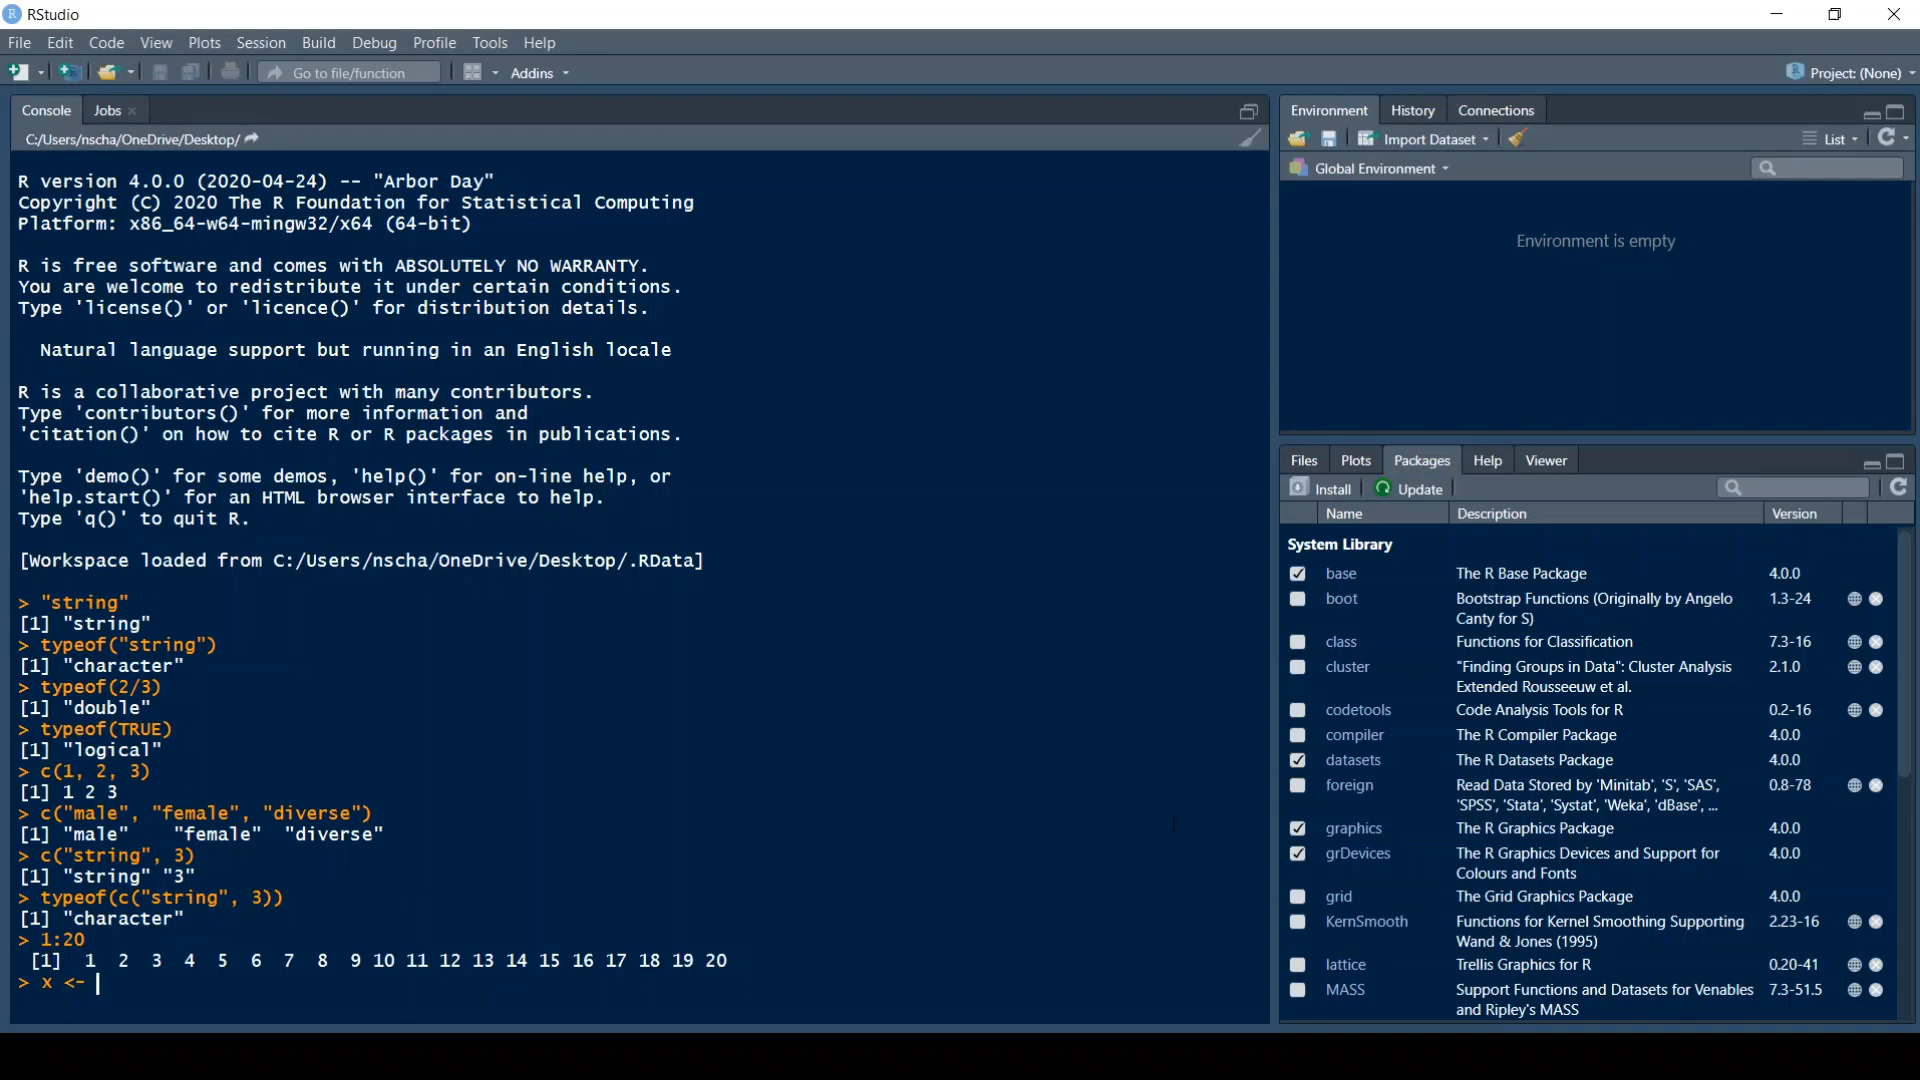 RStudio
File Edit Code View Plots Session Build Debug Profile Tools Help
Go to file/function Addins Project: (None)
Console Jobs
C:/Users/nscha/OneDrive/Desktop/
R version 4.0.0 (2020-04-24) -- "Arbor Day"
Copyright (C) 2020 The R Foundation for Statistical Computing
Platform: x86_64-w64-mingw32/x64 (64-bit)
R is free software and comes with ABSOLUTELY NO WARRANTY.
You are welcome to redistribute it under certain conditions.
Type 'license()' or 'licence()' for distribution details.
Natural language support but running in an English locale
R is a collaborative project with many contributors.
Type 'contributors()' for more information and
'citation()' on how to cite R or R packages in publications.
Type 'demo()' for some demos, 'help()' for on-line help, or
'help.start()' for an HTML browser interface to help.
Type 'q()' to quit R.
[Workspace loaded from C:/Users/nscha/OneDrive/Desktop/.RData]
> "string"
[1] "string"
> typeof("string")
[1] "character"
> typeof(2/3)
[1] "double"
> typeof(TRUE)
[1] "logical"
> c(1, 2, 3)
[1] 1 2 3
> c("male", "female", "diverse")
[1] "male"    "female"  "diverse"
> c("string", 3)
[1] "string" "3"
> typeof(c("string", 3))
[1] "character"
> 1:20
[1]  1  2  3  4  5  6  7  8  9 10 11 12 13 14 15 16 17 18 19 20
> x <-
Environment History Connections
Import Dataset List
Global Environment
Environment is empty
Files Plots Packages Help Viewer
Install Update
Name Description Version
System Library
base The R Base Package 4.0.0
boot Bootstrap Functions (Originally by Angelo 1.3-24
Canty for S)
class Functions for Classification 7.3-16
cluster "Finding Groups in Data": Cluster Analysis 2.1.0
Extended Rousseeuw et al.
codetools Code Analysis Tools for R 0.2-16
compiler The R Compiler Package 4.0.0
datasets The R Datasets Package 4.0.0
foreign Read Data Stored by 'Minitab', 'S', 'SAS', 0.8-78
'SPSS', 'Stata', 'Systat', 'Weka', 'dBase', ...
graphics The R Graphics Package 4.0.0
grDevices The R Graphics Devices and Support for 4.0.0
Colours and Fonts
grid The Grid Graphics Package 4.0.0
KernSmooth Functions for Kernel Smoothing Supporting 2.23-16
Wand & Jones (1995)
lattice Trellis Graphics for R 0.20-41
MASS Support Functions and Datasets for Venables 7.3-51.5
and Ripley's MASS